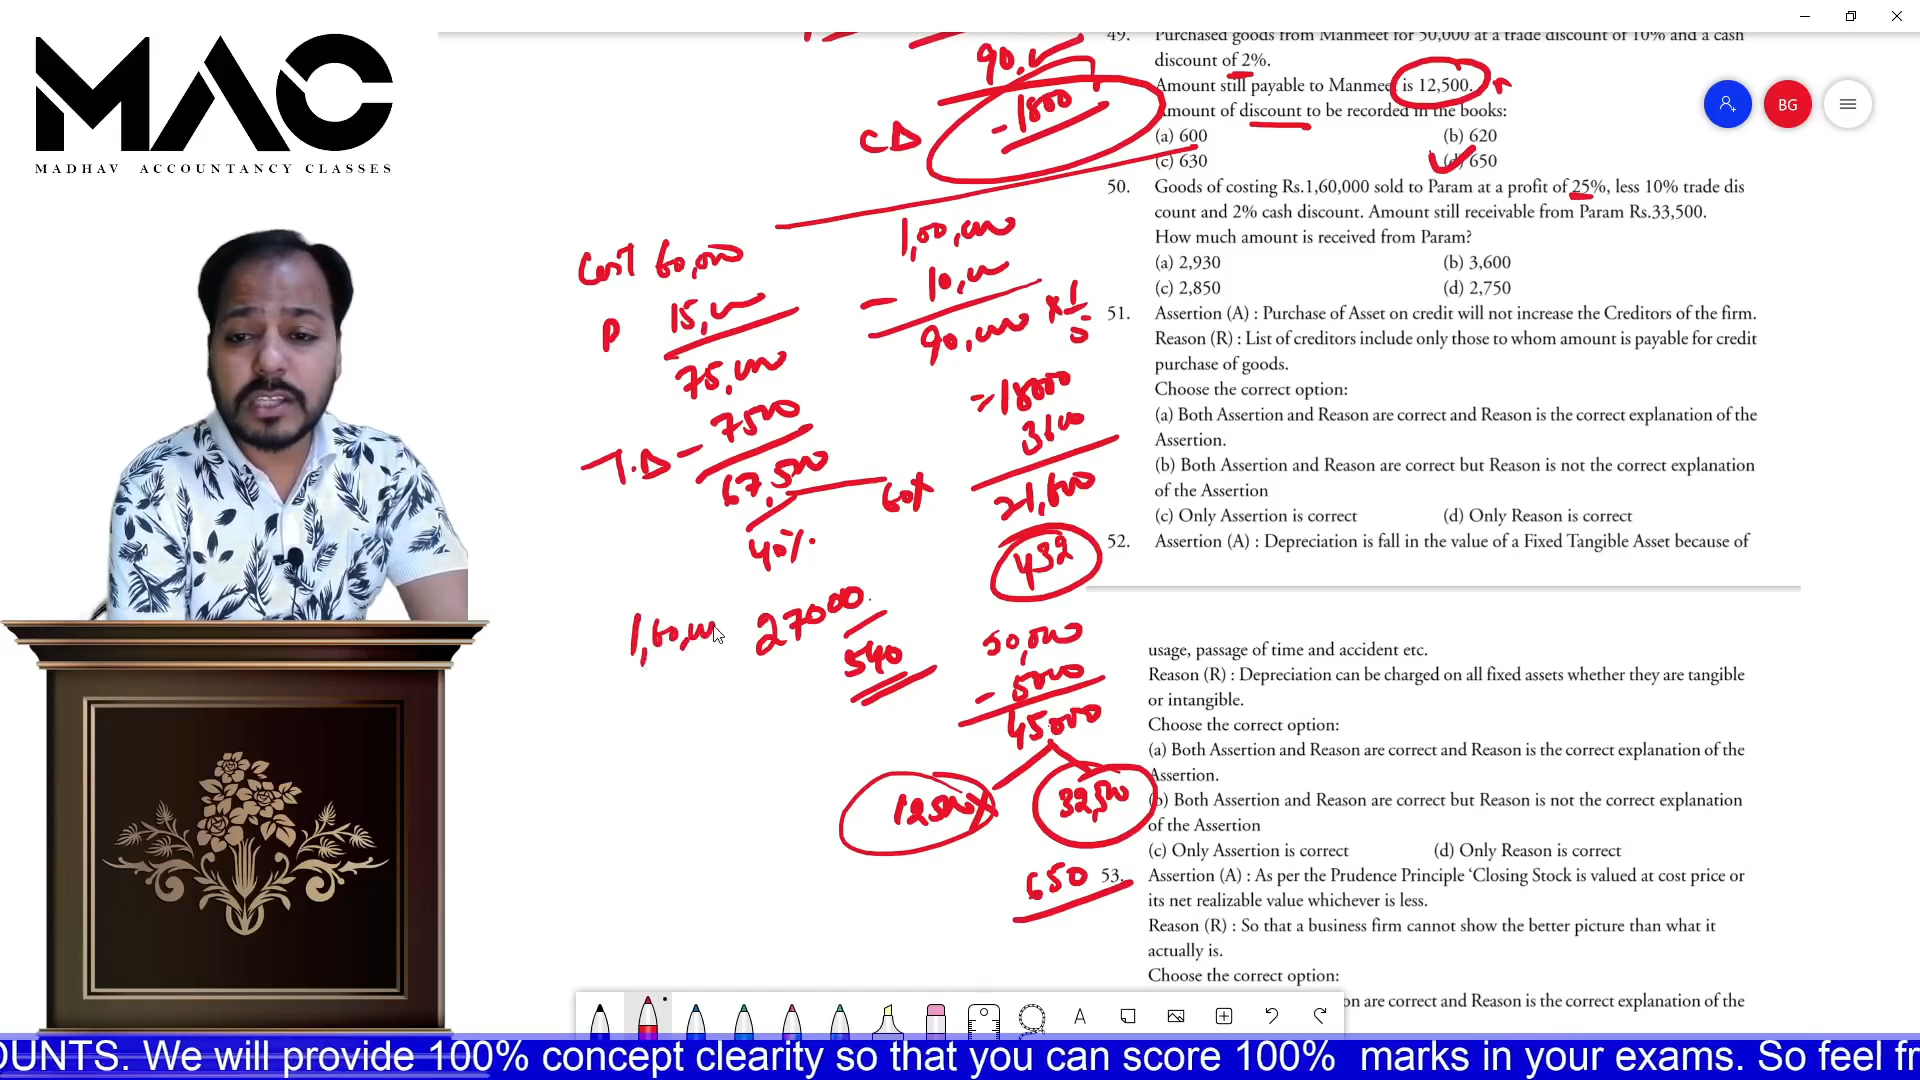 MAC
MADHAV ACCOUNTANCY CLASSES
BG
49. Purchased goods from Manmeet for 50,000 at a trade discount of 10% and a cash
discount of 2%.
Amount still payable to Manmeet is 12,500.
Amount of discount to be recorded in the books:
(a) 600 (b) 620
(c) 630 (d) 650
50. Goods of costing Rs.1,60,000 sold to Param at a profit of 25%, less 10% trade dis
count and 2% cash discount. Amount still receivable from Param Rs.33,500.
How much amount is received from Param?
(a) 2,930 (b) 3,600
(c) 2,850 (d) 2,750
51. Assertion (A) : Purchase of Asset on credit will not increase the Creditors of the firm.
Reason (R) : List of creditors include only those to whom amount is payable for credit
purchase of goods.
Choose the correct option:
(a) Both Assertion and Reason are correct and Reason is the correct explanation of the
Assertion.
(b) Both Assertion and Reason are correct but Reason is not the correct explanation
of the Assertion
(c) Only Assertion is correct (d) Only Reason is correct
52. Assertion (A) : Depreciation is fall in the value of a Fixed Tangible Asset because of
usage, passage of time and accident etc.
Reason (R) : Depreciation can be charged on all fixed assets whether they are tangible
or intangible.
Choose the correct option:
(a) Both Assertion and Reason are correct and Reason is the correct explanation of the
Assertion.
(b) Both Assertion and Reason are correct but Reason is not the correct explanation
of the Assertion
(c) Only Assertion is correct (d) Only Reason is correct
53. Assertion (A) : As per the Prudence Principle ‘Closing Stock is valued at cost price or
its net realizable value whichever is less.
Reason (R) : So that a business firm cannot show the better picture than what it
actually is.
Choose the correct option:
on are correct and Reason is the correct explanation of the
- 1800
CD
Cost 60,000
P 15,000
75,000
T.D - 7500
67,500
40%
60%
27000
540
1,60,000
1,00,000
- 10,000
90,000 × 1/5
= 18000
3600
21,600
432
50,000
- 5000
45000
12500 32,500
650
A
OUNTS. We will provide 100% concept clarity so that you can score 100% marks in your exams. So feel fr